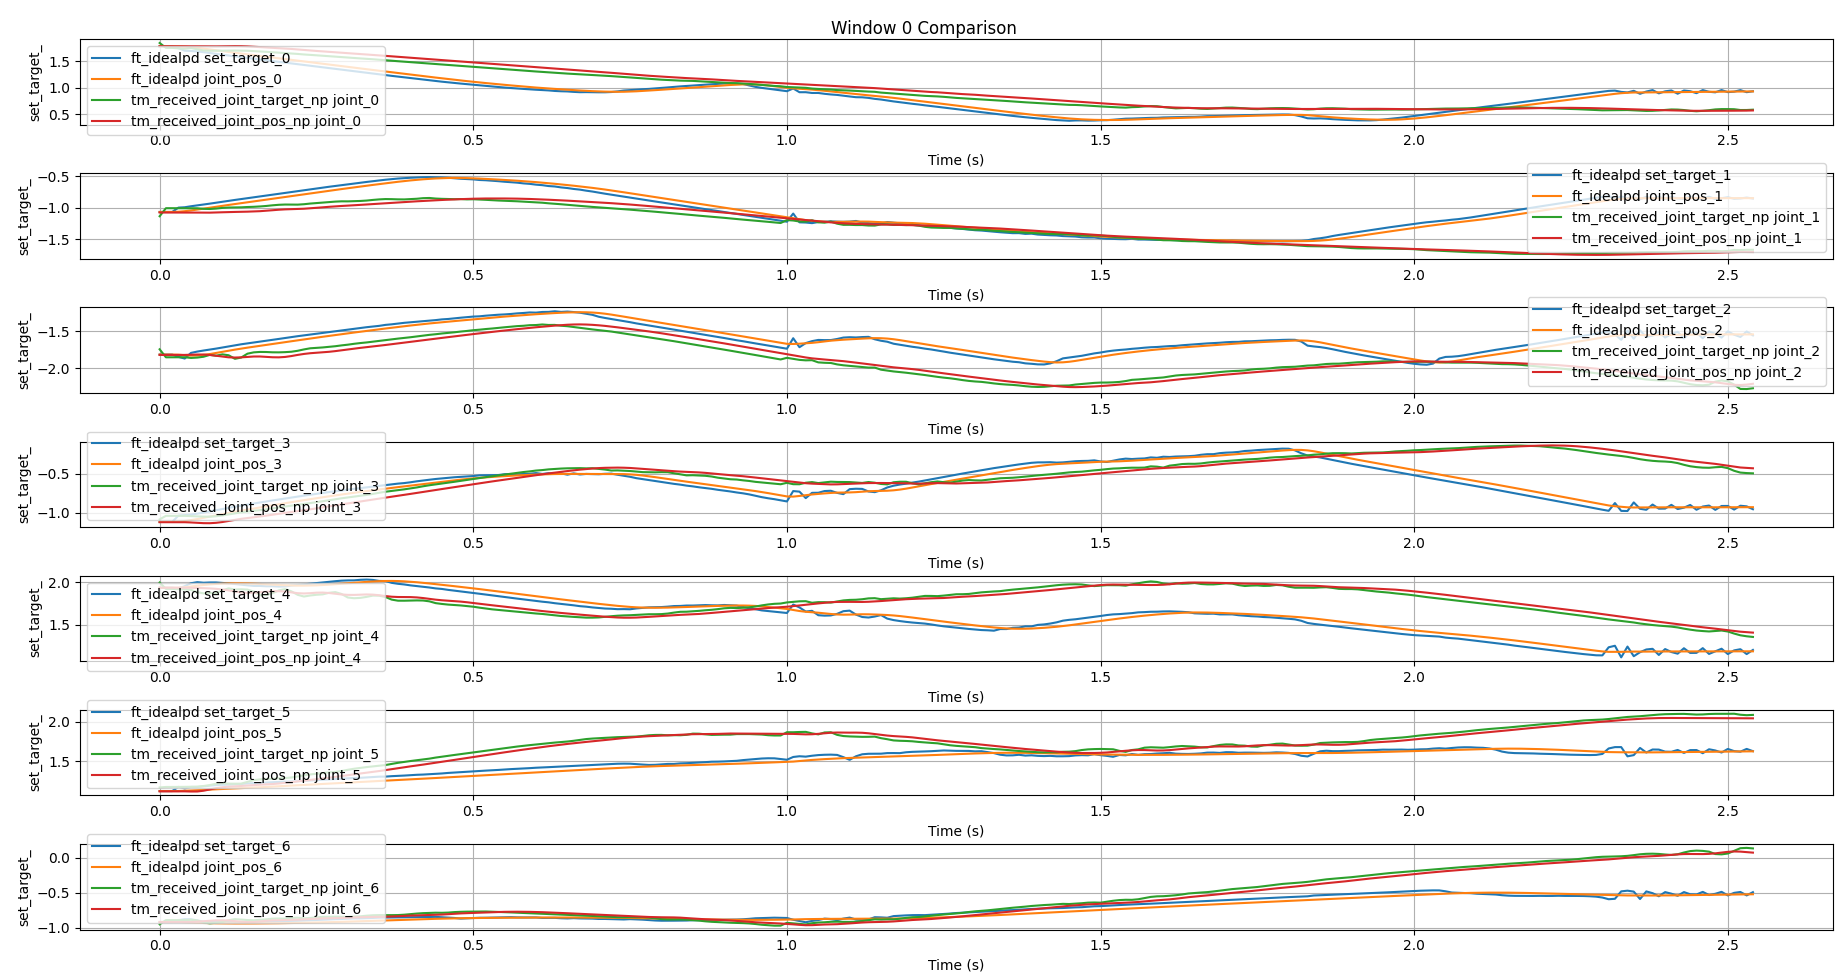 Window 0 Comparison
set_target_
1.5
1.0
0.5
ft_idealpd set_target_0
ft_idealpd joint_pos_0
tm_received_joint_target_np joint_0
tm_received_joint_pos_np joint_0
0.0 0.5 1.0 1.5 2.0 2.5
Time (s)
set_target_
−0.5
−1.0
−1.5
ft_idealpd set_target_1
ft_idealpd joint_pos_1
tm_received_joint_target_np joint_1
tm_received_joint_pos_np joint_1
0.0 0.5 1.0 1.5 2.0 2.5
Time (s)
set_target_
−1.5
−2.0
ft_idealpd set_target_2
ft_idealpd joint_pos_2
tm_received_joint_target_np joint_2
tm_received_joint_pos_np joint_2
0.0 0.5 1.0 1.5 2.0 2.5
Time (s)
set_target_
−0.5
−1.0
ft_idealpd set_target_3
ft_idealpd joint_pos_3
tm_received_joint_target_np joint_3
tm_received_joint_pos_np joint_3
0.0 0.5 1.0 1.5 2.0 2.5
Time (s)
set_target_
2.0
1.5
ft_idealpd set_target_4
ft_idealpd joint_pos_4
tm_received_joint_target_np joint_4
tm_received_joint_pos_np joint_4
0.0 0.5 1.0 1.5 2.0 2.5
Time (s)
set_target_
2.0
1.5
ft_idealpd set_target_5
ft_idealpd joint_pos_5
tm_received_joint_target_np joint_5
tm_received_joint_pos_np joint_5
0.0 0.5 1.0 1.5 2.0 2.5
Time (s)
set_target_
0.0
−0.5
−1.0
ft_idealpd set_target_6
ft_idealpd joint_pos_6
tm_received_joint_target_np joint_6
tm_received_joint_pos_np joint_6
0.0 0.5 1.0 1.5 2.0 2.5
Time (s)